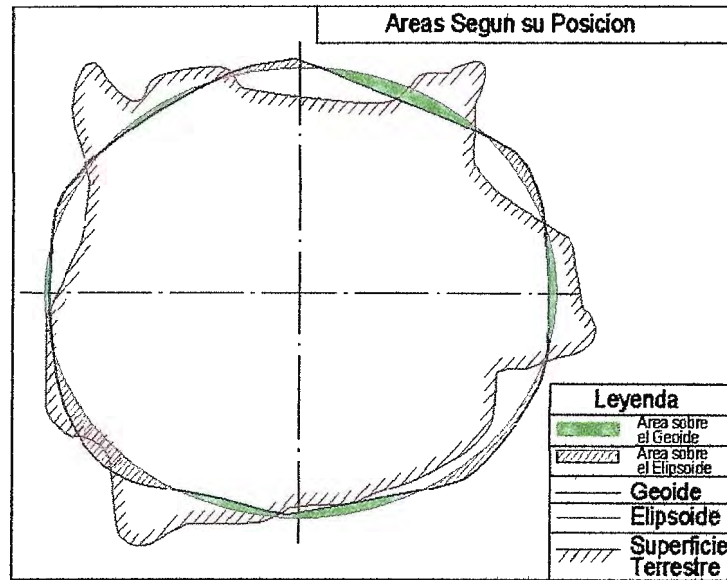 Areas Segun su Posicion
Leyenda
Area sobre
el Geoide
Area sobre
el Elipsoide
Geoide
Elipsoide
Superficie
Terrestre